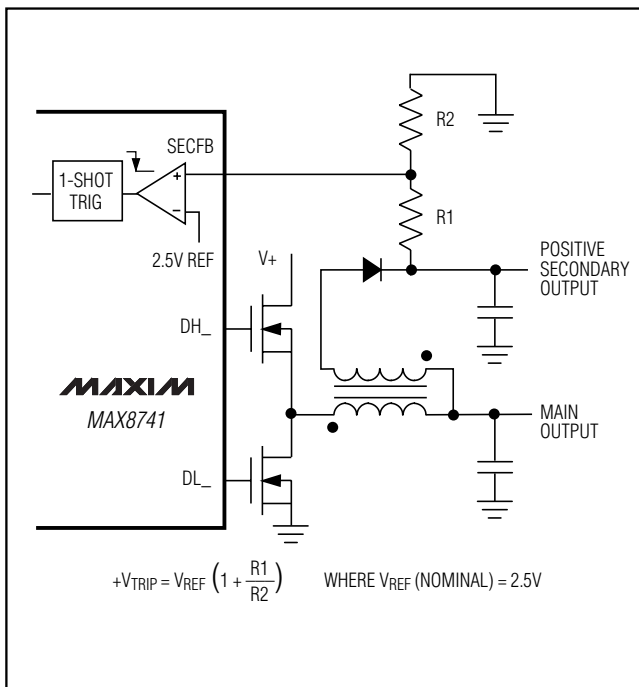 R2
SECFB
1-SHOT
TRIG
+
−
R1
2.5V REF
V+
POSITIVE
SECONDARY
OUTPUT
DH_
MAXIM
MAX8741
MAIN
OUTPUT
DL_
+VTRIP = VREF (1 + R1/R2) WHERE VREF (NOMINAL) = 2.5V